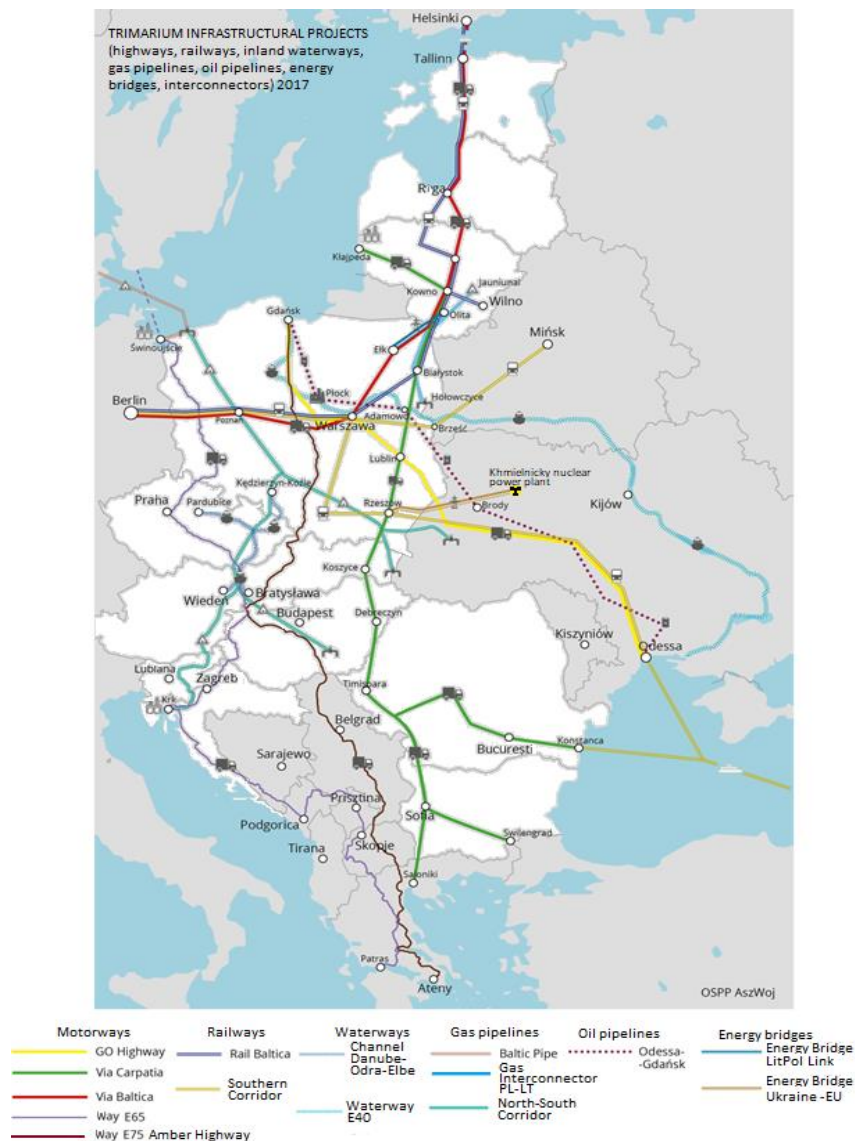 TRIMARIUM INFRASTRUCTURAL PROJECTS
(highways, railways, inland waterways,
gas pipelines, oil pipelines, energy
bridges, interconnectors) 2017
Helsinki
Tallinn
Ryga
Kłajpeda
Jauniunai
Kowno
Wilno
Olita
Gdańsk
Mińsk
Świnoujście
Ełk
Białystok
Płock
Hołowczyce
Berlin
Poznań
Adamowo
Warszawa
Brześć
Lublin
Kędzierzyn-Koźle
Khmielnicky nuclear
power plant
Praha
Pardubice
Rzeszów
Brody
Kijów
Koszyce
Wiedeń
Bratysława
Budapest
Debreczyn
Kiszyniów
Odessa
Lublana
Zagreb
Timisoara
Krk
Belgrad
Bucuresti
Konstanca
Sarajewo
Prisztina
Sofia
Podgorica
Swilengrad
Skopje
Tirana
Saloniki
Patras
Ateny
OSPP AszWoj
Motorways
GO Highway
Via Carpatia
Via Baltica
Way E65
Way E75 Amber Highway
Railways
Rail Baltica
Southern
Corridor
Waterways
Channel
Danube-
Odra-Elbe
Waterway
E40
Gas pipelines
Baltic Pipe
Gas
Interconnector
PL-LT
North-South
Corridor
Oil pipelines
Odessa-
-Gdańsk
Energy bridges
Energy Bridge
LitPol Link
Energy Bridge
Ukraine -EU